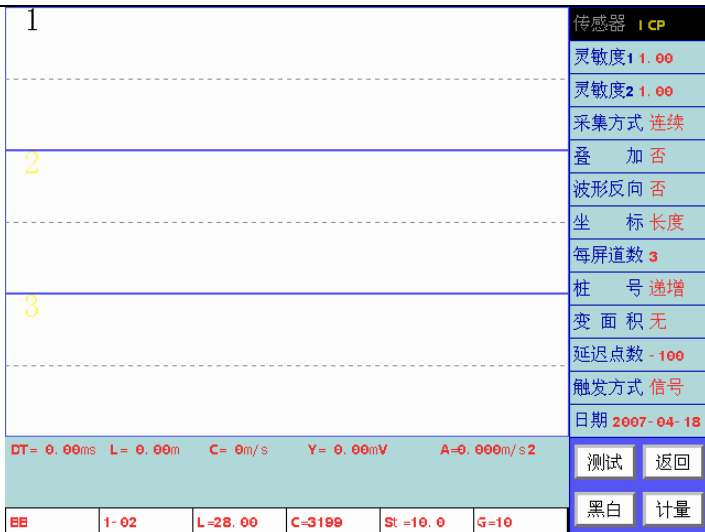 1
2
3
传感器 ICP
灵敏度1 1.00
灵敏度2 1.00
采集方式 连续
叠 加 否
波形反向 否
坐 标 长度
每屏道数 3
桩 号 递增
变 面 积 无
延迟点数 -100
触发方式 信号
日期 2007-04-18
DT= 0.00ms L= 0.00m C= 0m/s Y= 0.00mV A=0.000m/s2
测试 返回
黑白 计量
BB 1-02 L=28.00 C=3199 St=10.0 G=10